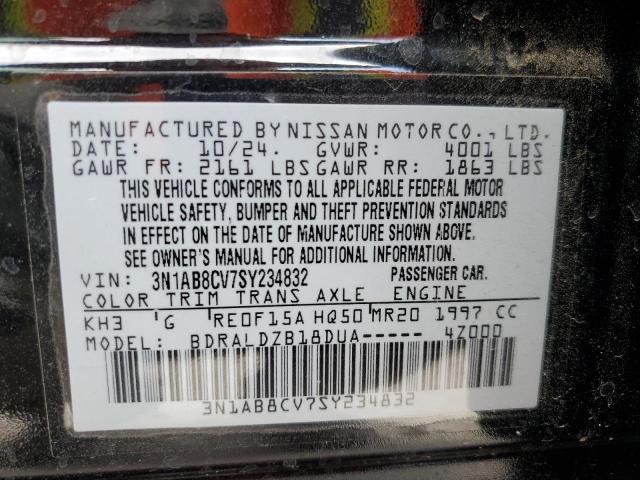 MANUFACTURED BY NISSAN MOTOR CO., LTD.
DATE: 10/24. GVWR: 4001 LBS
GAWR FR: 2161 LBS GAWR RR: 1863 LBS
THIS VEHICLE CONFORMS TO ALL APPLICABLE FEDERAL MOTOR
VEHICLE SAFETY, BUMPER AND THEFT PREVENTION STANDARDS
IN EFFECT ON THE DATE OF MANUFACTURE SHOWN ABOVE.
SEE OWNER'S MANUAL FOR ADDITIONAL INFORMATION.
VIN: 3N1AB8CV7SY234832 PASSENGER CAR.
COLOR TRIM TRANS AXLE ENGINE
KH3 'G RE0F15A HQ50 MR20 1997 CC
MODEL: BDRALDZB18DUA----- 4Z000
3N1AB8CV7SY234832